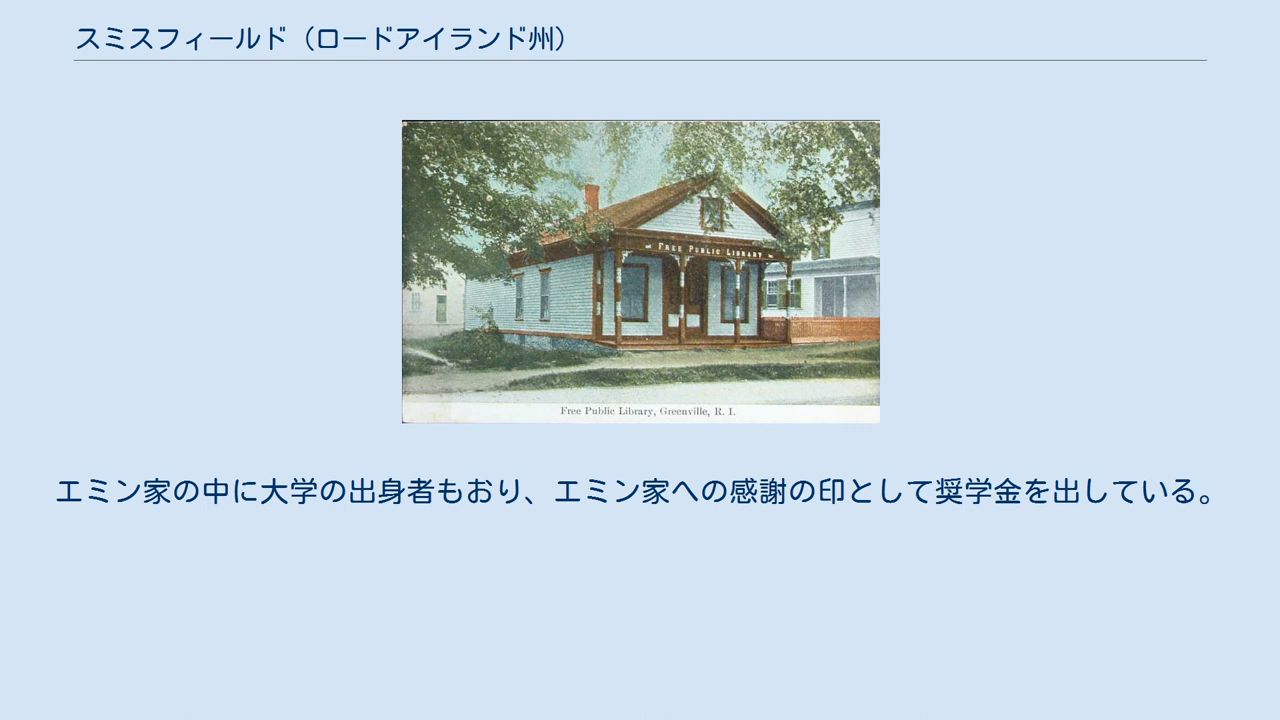 スミスフィールド（ロードアイランド州）
FREE PUBLIC LIBRARY
Free Public Library, Greenville, R. I.
エミン家の中に大学の出身者もおり、エミン家への感謝の印として奨学金を出している。